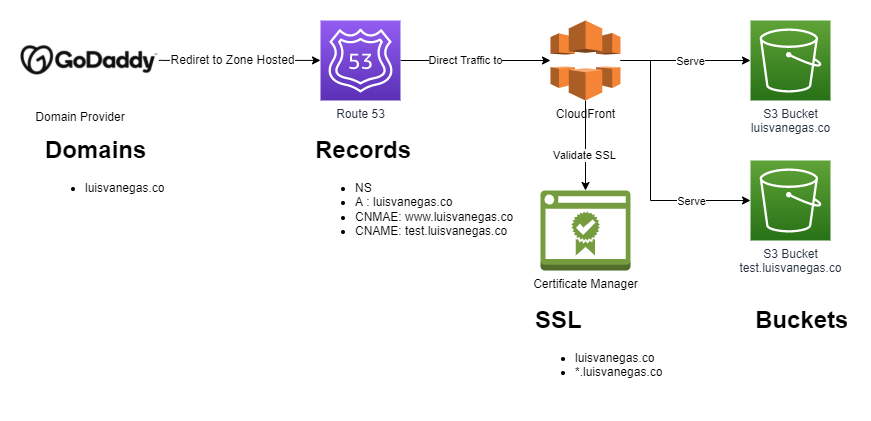 GoDaddy
Rediret to Zone Hosted
53
Direct Traffic to
Serve
Domain Provider
Route 53
CloudFront
S3 Bucket
luisvanegas.co
Domains
Records
Validate SSL
luisvanegas.co
NS
A : luisvanegas.co
CNMAE: www.luisvanegas.co
CNAME: test.luisvanegas.co
Serve
S3 Bucket
test.luisvanegas.co
Certificate Manager
SSL
Buckets
luisvanegas.co
*.luisvanegas.co